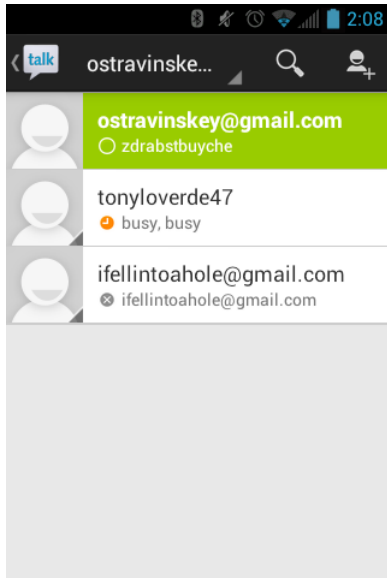 2:08
talk
ostravinske...
ostravinskey@gmail.com
zdrabstbuyche
tonyloverde47
busy, busy
ifellintoahole@gmail.com
ifellintoahole@gmail.com